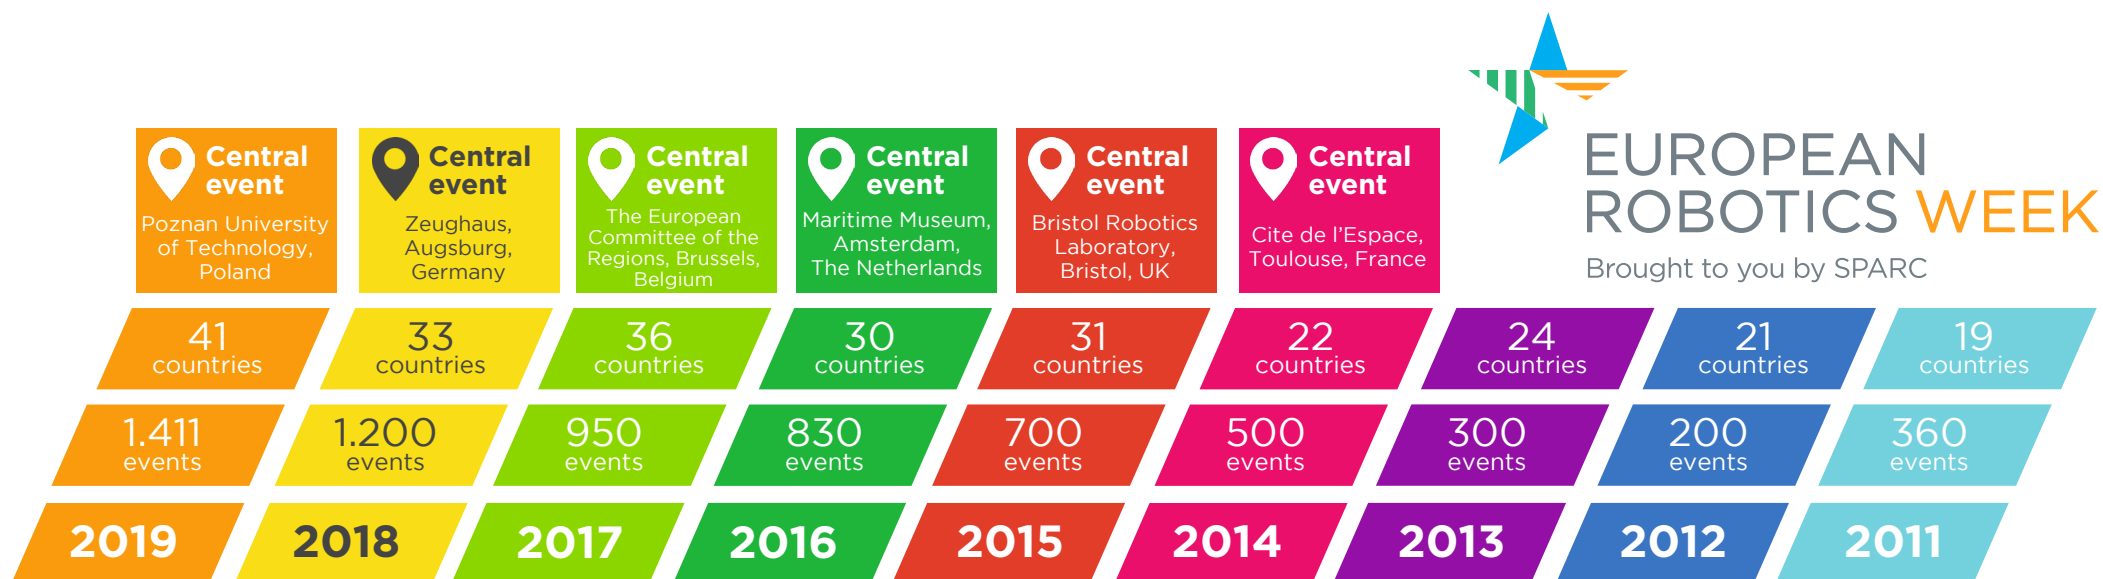 EUROPEAN
ROBOTICS WEEK
Brought to you by SPARC
Central
event
Poznan University
of Technology,
Poland
Central
event
Zeughaus,
Augsburg,
Germany
Central
event
The European
Committee of the
Regions, Brussels,
Belgium
Central
event
Maritime Museum,
Amsterdam,
The Netherlands
Central
event
Bristol Robotics
Laboratory,
Bristol, UK
Central
event
Cite de l'Espace,
Toulouse, France
41
countries
33
countries
36
countries
30
countries
31
countries
22
countries
24
countries
21
countries
19
countries
1.411
events
1.200
events
950
events
830
events
700
events
500
events
300
events
200
events
360
events
2019
2018
2017
2016
2015
2014
2013
2012
2011